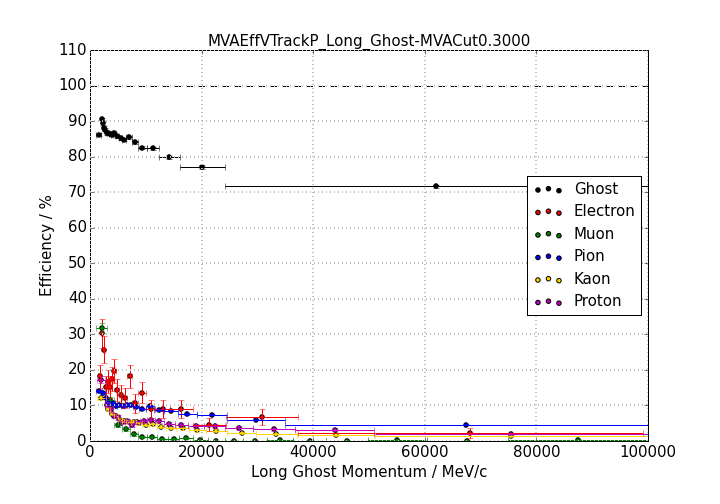 MVAEffVTrackP_Long_Ghost-MVACut0.3000
Efficiency / %
110
100
90
80
70
60
50
40
30
20
10
0
Ghost
Electron
Muon
Pion
Kaon
Proton
0
20000
40000
60000
80000
100000
Long Ghost Momentum / MeV/c